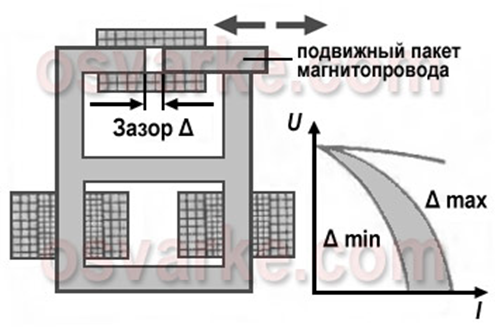 osvarke.com
подвижный пакет
магнитопровода
Зазор Δ
U
Δ max
Δ min
I
osvarke.com